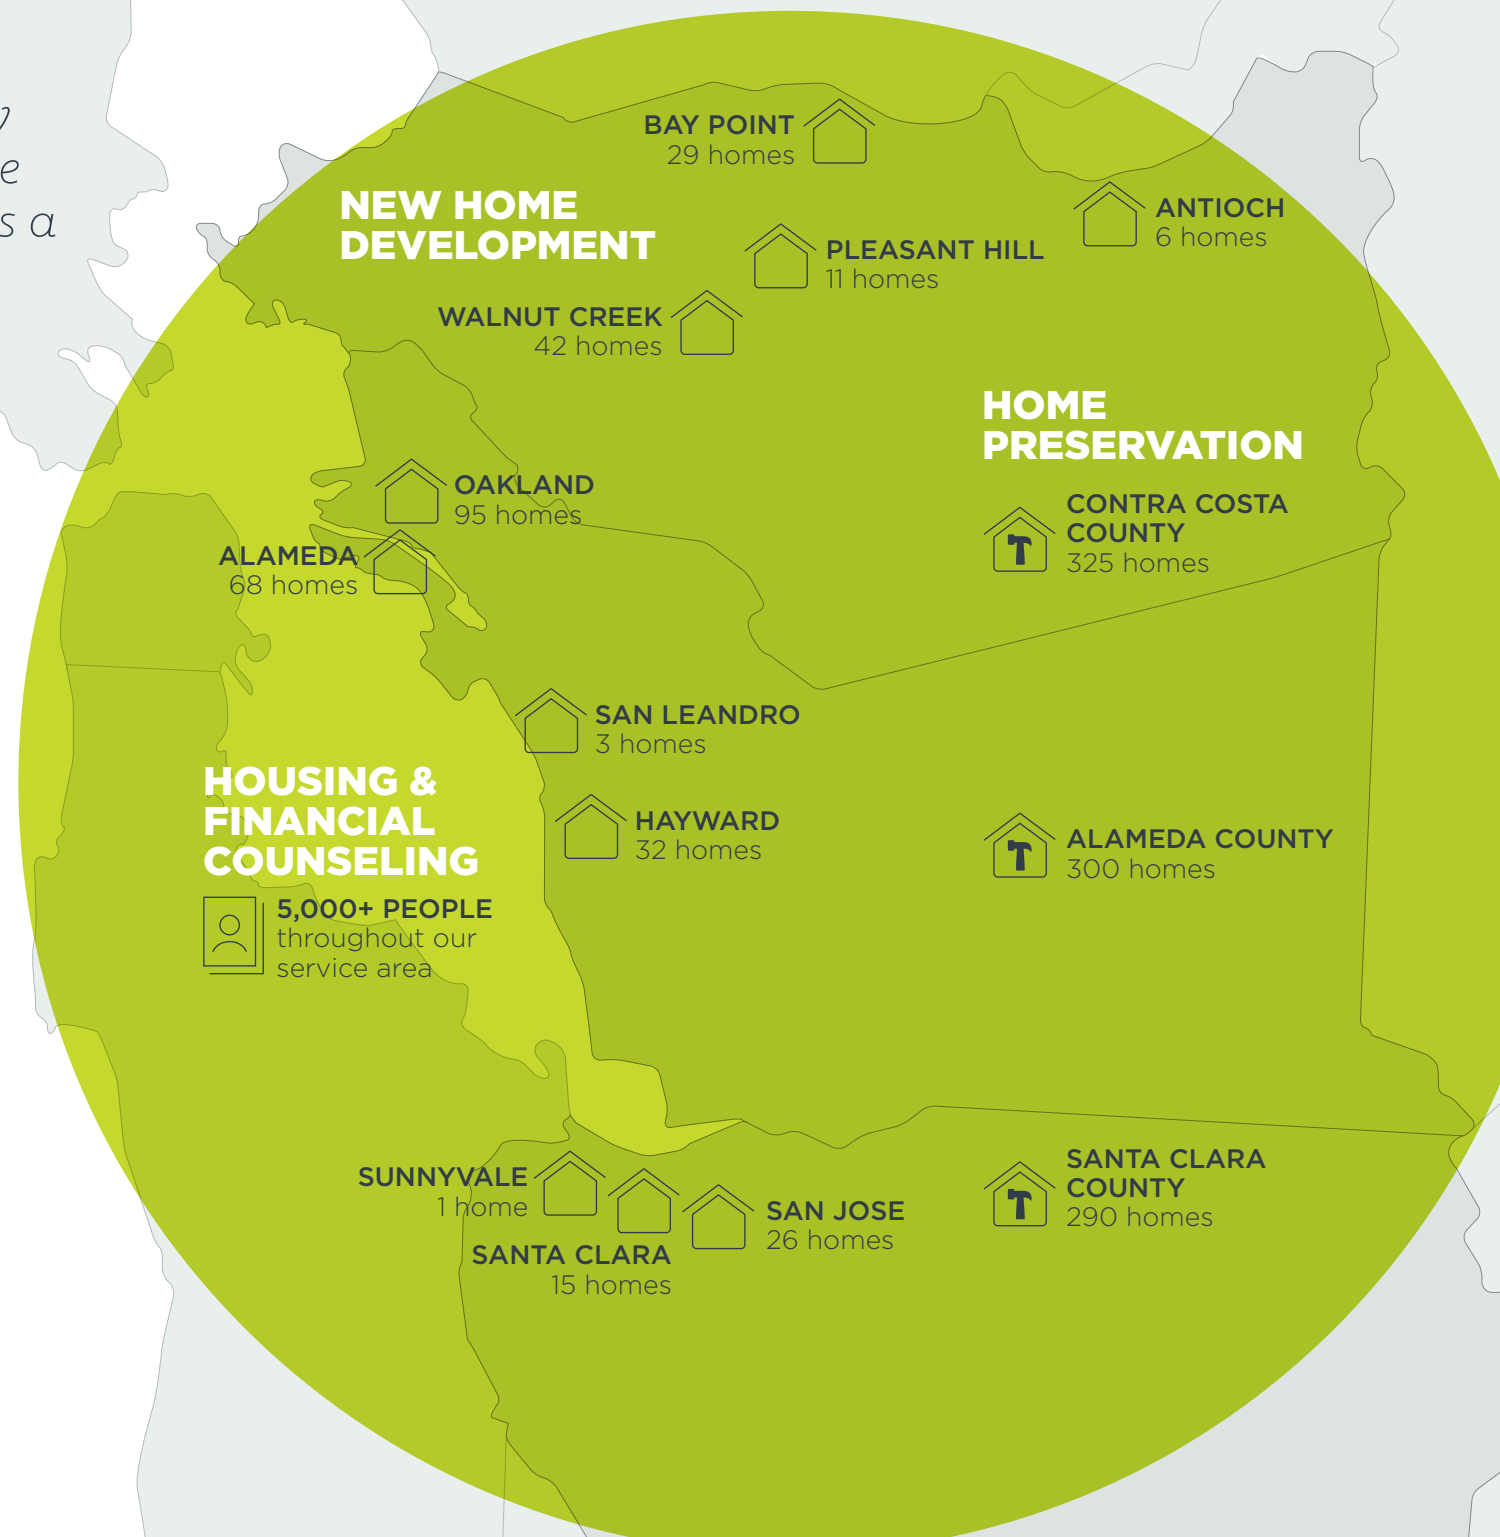 e
s a
NEW HOME
DEVELOPMENT
BAY POINT
29 homes
ANTIOCH
6 homes
PLEASANT HILL
11 homes
WALNUT CREEK
42 homes
OAKLAND
95 homes
ALAMEDA
68 homes
SAN LEANDRO
3 homes
HAYWARD
32 homes
SUNNYVALE
1 home
SANTA CLARA
15 homes
SAN JOSE
26 homes
HOME
PRESERVATION
CONTRA COSTA
COUNTY
325 homes
ALAMEDA COUNTY
300 homes
SANTA CLARA
COUNTY
290 homes
HOUSING &
FINANCIAL
COUNSELING
5,000+ PEOPLE
throughout our
service area